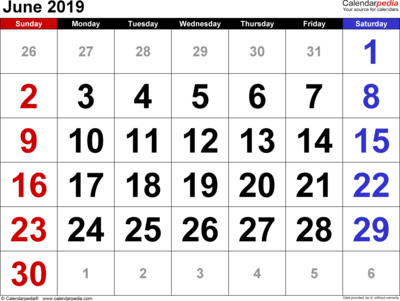 June 2019
Calendarpedia
Your source for calendars
Sunday Monday Tuesday Wednesday Thursday Friday Saturday
26 27 28 29 30 31 1
2 3 4 5 6 7 8
9 10 11 12 13 14 15
16 17 18 19 20 21 22
23 24 25 26 27 28 29
30 1 2 3 4 5 6
© Calendarpedia® www.calendarpedia.com
Data provided 'as is' without warranty